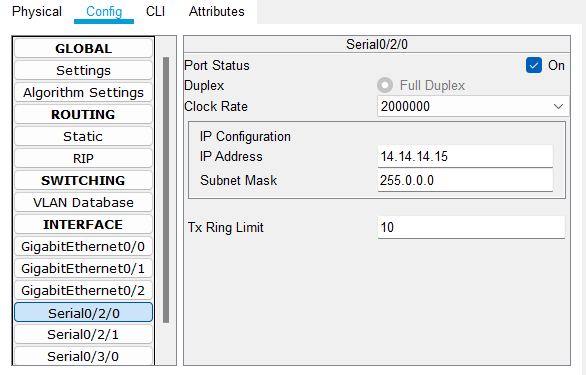 Physical Config CLI Attributes
GLOBAL
Settings
Algorithm Settings
ROUTING
Static
RIP
SWITCHING
VLAN Database
INTERFACE
GigabitEthernet0/0
GigabitEthernet0/1
GigabitEthernet0/2
Serial0/2/0
Serial0/2/1
Serial0/3/0
Serial0/2/0
Port Status On
Duplex Full Duplex
Clock Rate 2000000
IP Configuration
IP Address 14.14.14.15
Subnet Mask 255.0.0.0
Tx Ring Limit 10